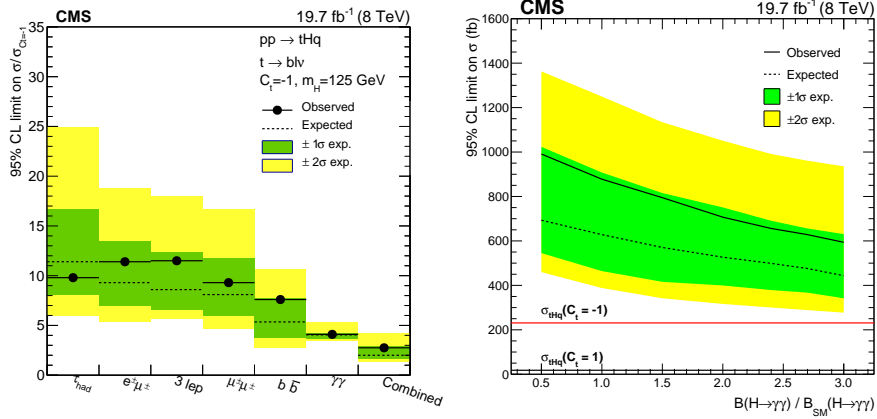 CMS 19.7 fb⁻¹ (8 TeV)
95% CL limit on σ/σ_Ct=-1
35
30
25
20
15
10
5
0
pp → tHq
t → blν
C_t=-1, m_H=125 GeV
Observed
Expected
± 1σ exp.
± 2σ exp.
τ_had e±μ± 3 lep μ±μ± b b̅ γγ Combined
CMS 19.7 fb⁻¹ (8 TeV)
95% CL limit on σ (fb)
1600
1400
1200
1000
800
600
400
200
0
Observed
Expected
±1σ exp.
±2σ exp.
σ_tHq(C_t = -1)
σ_tHq(C_t = 1)
0.5 1.0 1.5 2.0 2.5 3.0
B(H→γγ) / B_SM(H→γγ)